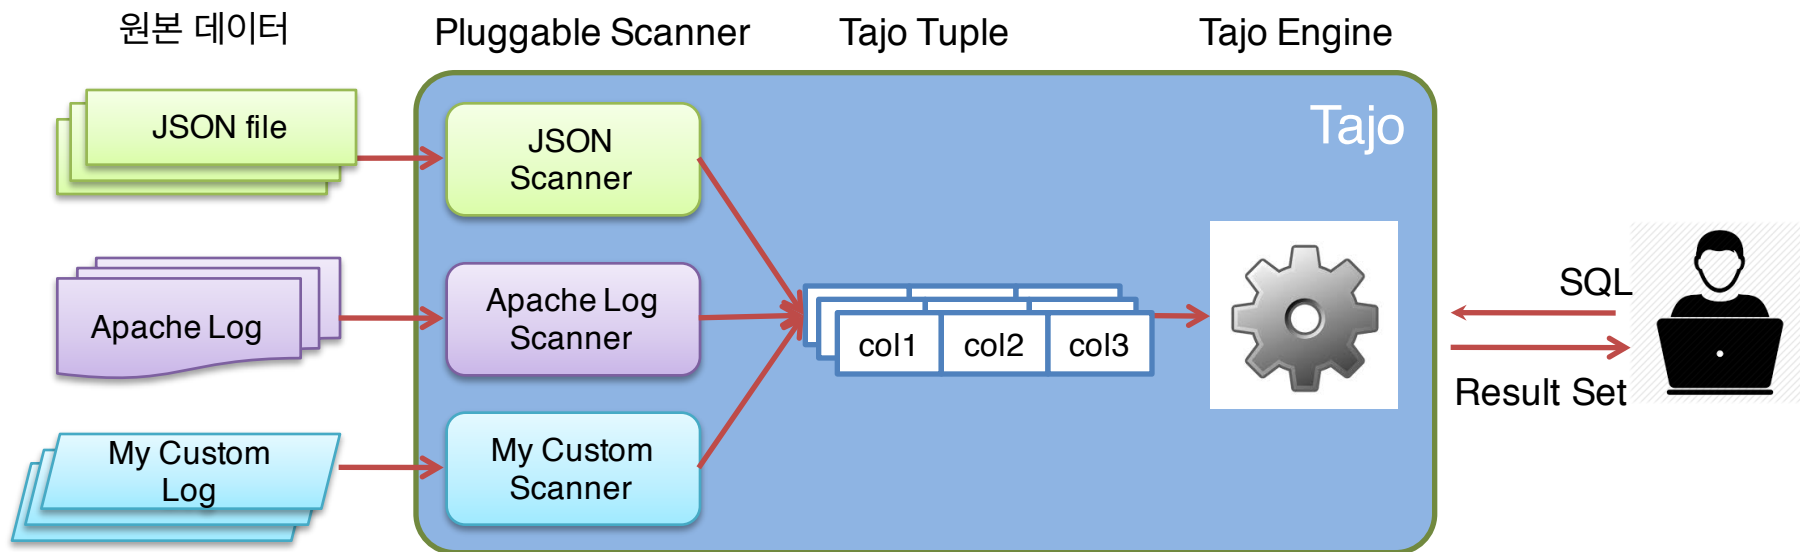 원본 데이터
Pluggable Scanner
Tajo Tuple
Tajo Engine
Tajo
JSON file
JSON
Scanner
Apache Log
Apache Log
Scanner
col1
col2
col3
SQL
Result Set
My Custom
Log
My Custom
Scanner